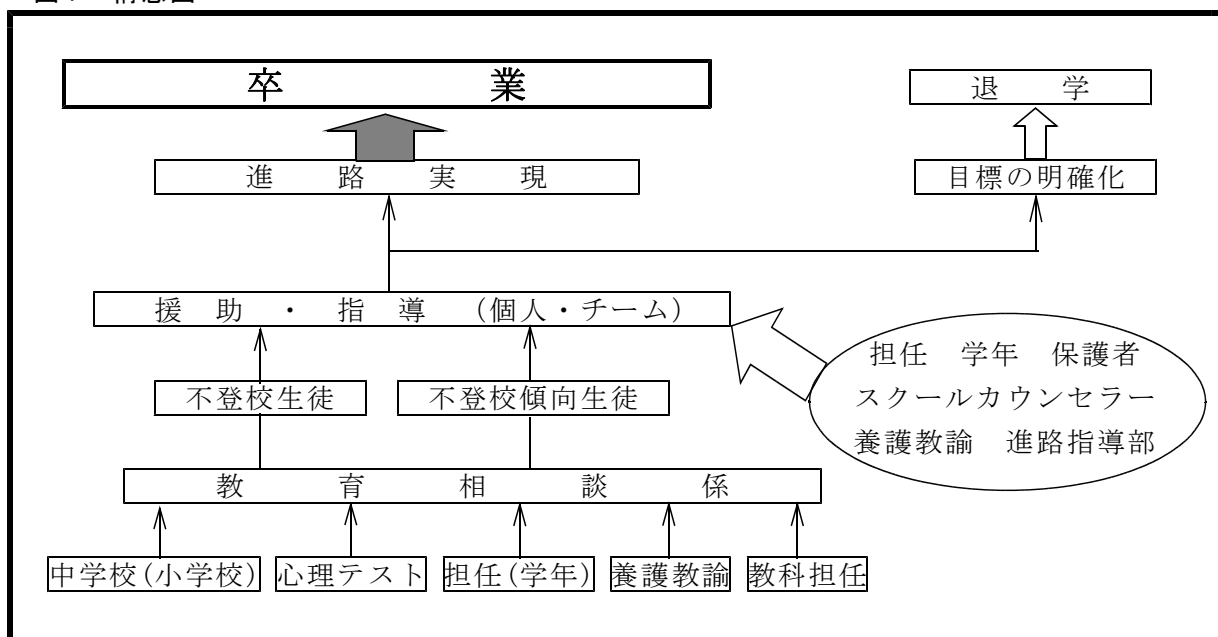 卒業
退学
進路実現
目標の明確化
援助・指導(個人・チーム)
担任 学年 保護者
スクールカウンセラー
養護教諭 進路指導部
不登校生徒
不登校傾向生徒
教育相談係
中学校(小学校)
心理テスト
担任(学年)
養護教諭
教科担任